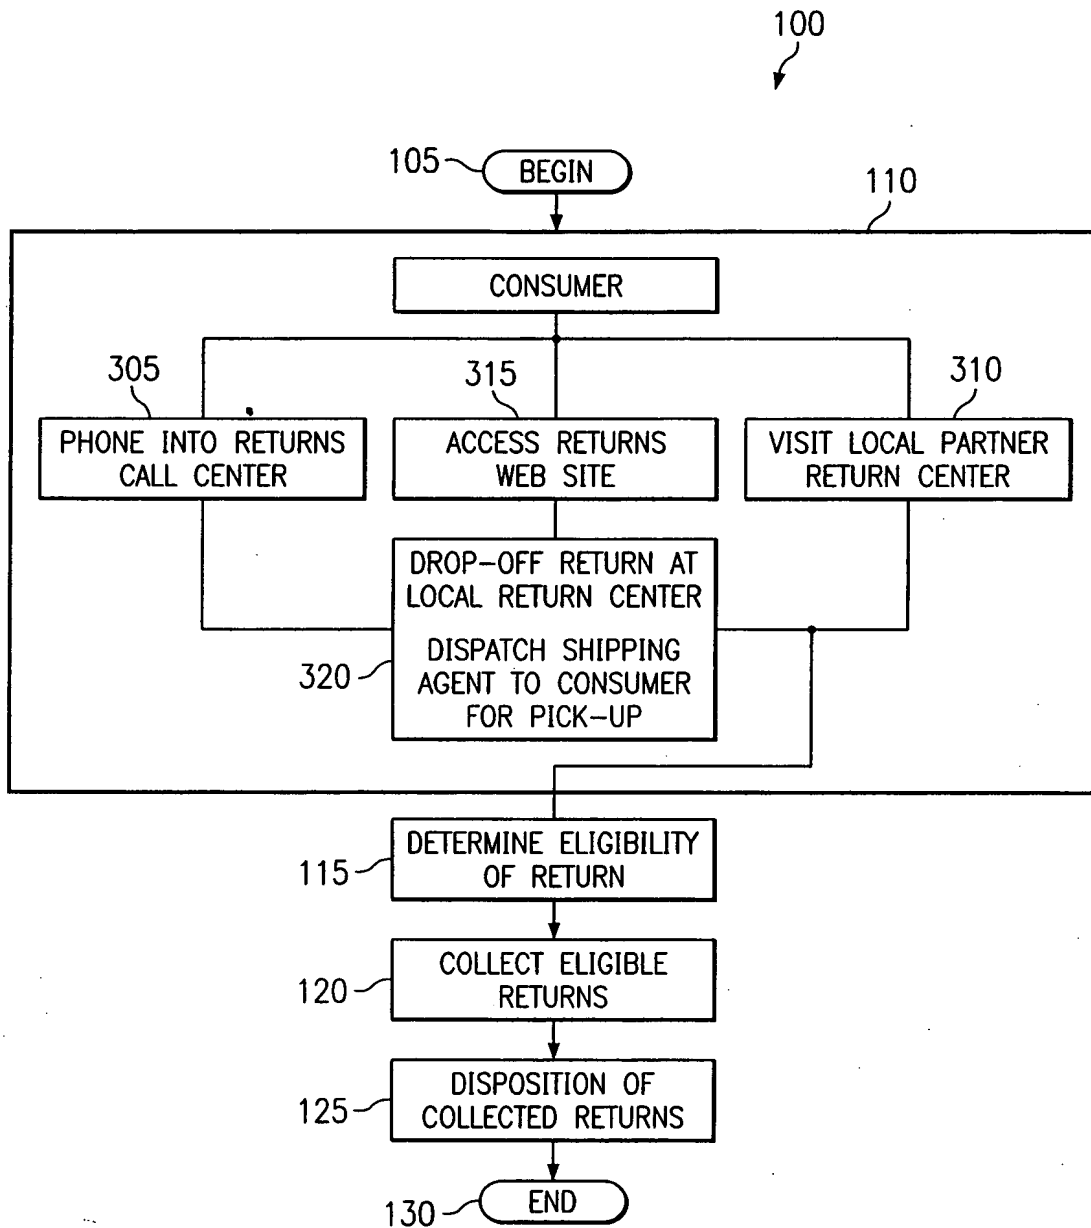 100
105
BEGIN
110
CONSUMER
305
315
310
PHONE INTO RETURNS
CALL CENTER
ACCESS RETURNS
WEB SITE
VISIT LOCAL PARTNER
RETURN CENTER
DROP-OFF RETURN AT
LOCAL RETURN CENTER
320
DISPATCH SHIPPING
AGENT TO CONSUMER
FOR PICK-UP
115
DETERMINE ELIGIBILITY
OF RETURN
120
COLLECT ELIGIBLE
RETURNS
125
DISPOSITION OF
COLLECTED RETURNS
130
END